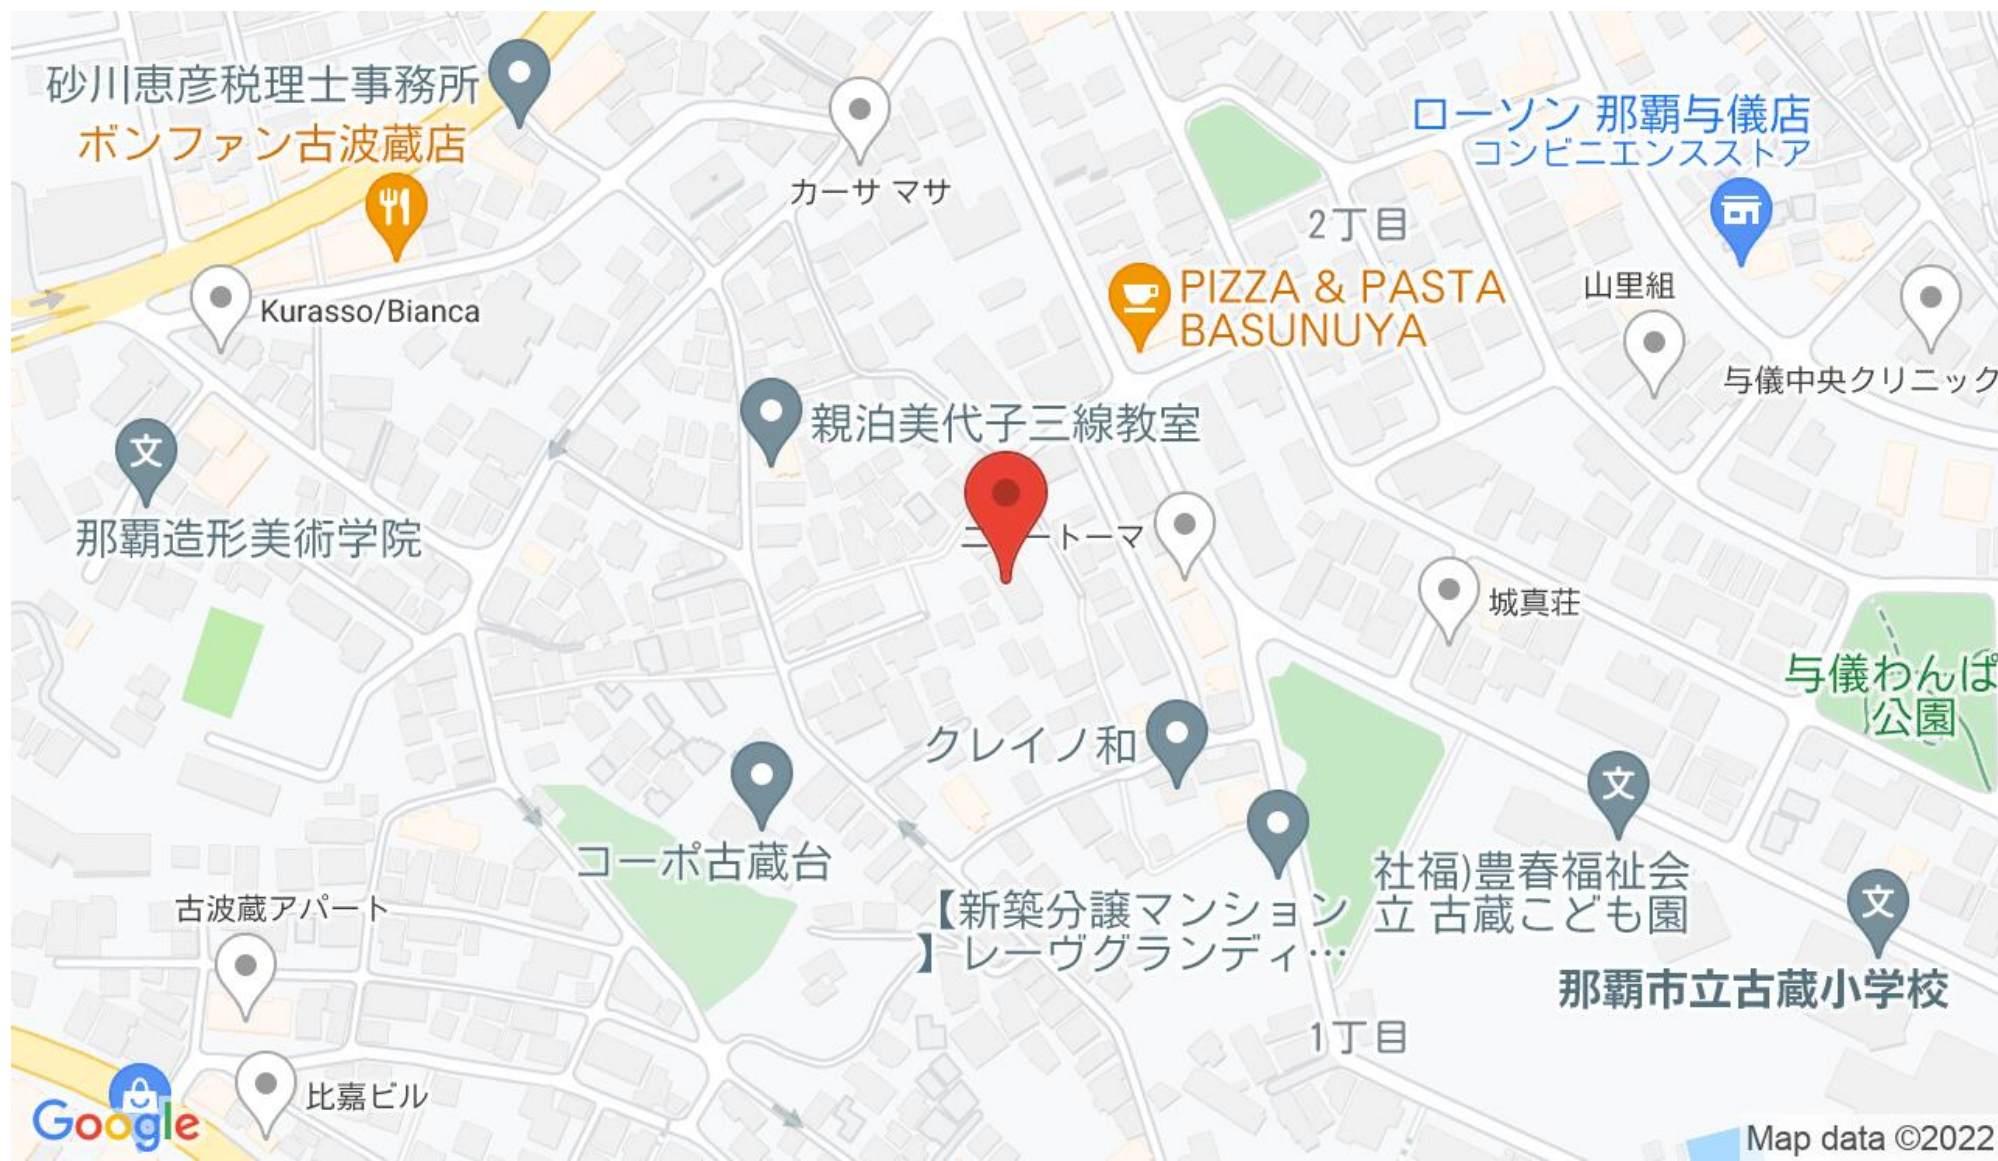 砂川恵彦税理士事務所
ボンファン古波蔵店
カーサ マサ
ローソン 那覇与儀店
コンビニエンスストア
2丁目
Kurasso/Bianca
PIZZA & PASTA
BASUNUYA
山里組
与儀中央クリニック
親泊美代子三線教室
文
那覇造形美術学院
ートーマ
城真荘
与儀わんぱ
公園
クレイノ和
文
コーポ古蔵台
社福)豊春福祉会
立 古蔵こども園
文
【新築分譲マンション
】レーヴグランディ…
古波蔵アパート
那覇市立古蔵小学校
1丁目
比嘉ビル
Google
Map data ©2022